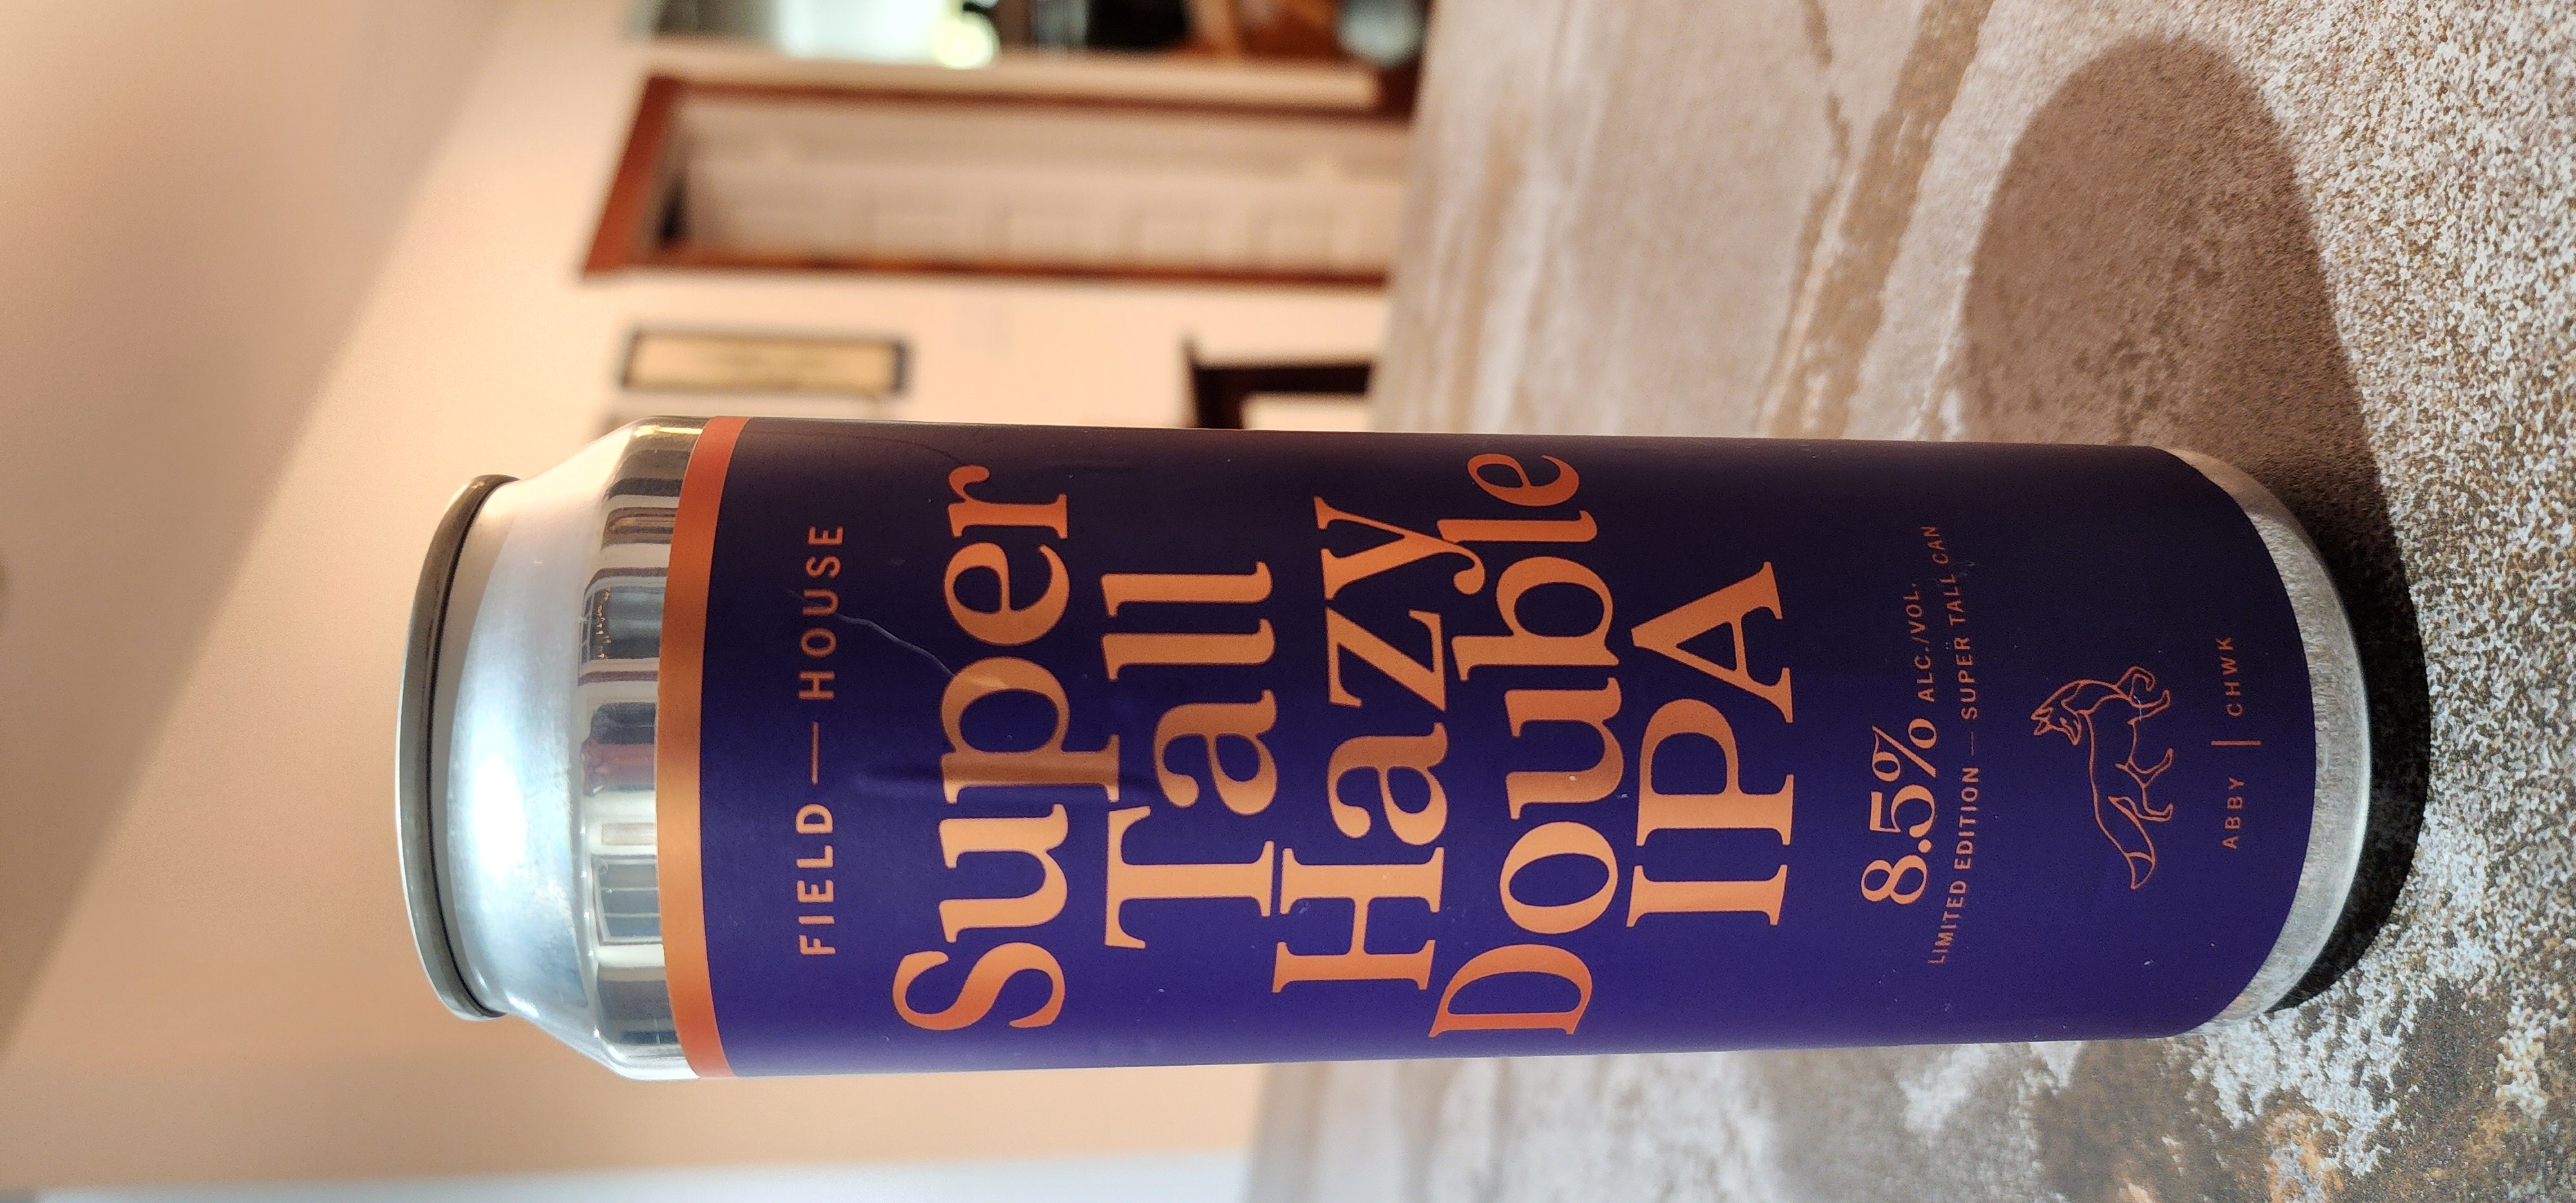 FIELD — HOUSE
Super
Tall
Hazy
Double
IPA
8.5% ALC./VOL.
LIMITED EDITION — SUPER TALL CAN
ABBY | CHWK